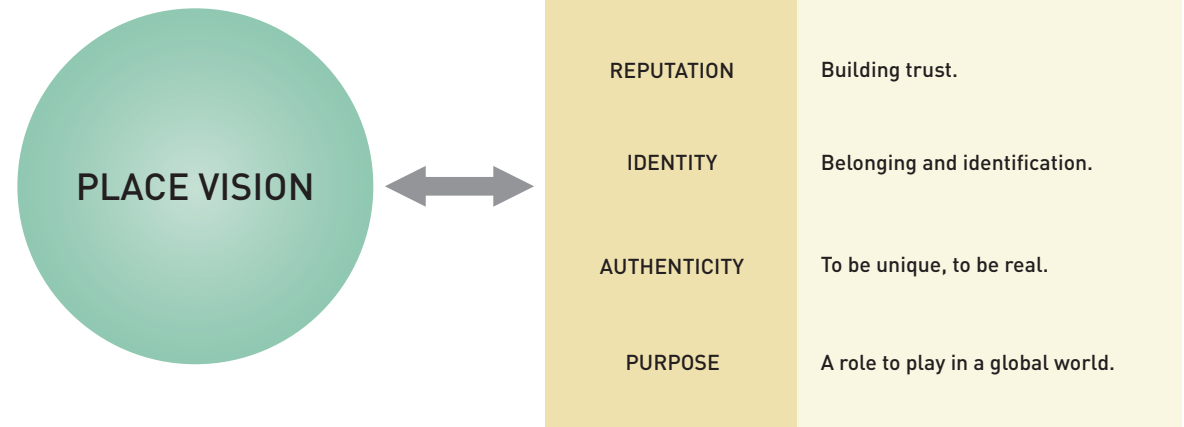 PLACE VISION
REPUTATION
Building trust.
IDENTITY
Belonging and identification.
AUTHENTICITY
To be unique, to be real.
PURPOSE
A role to play in a global world.